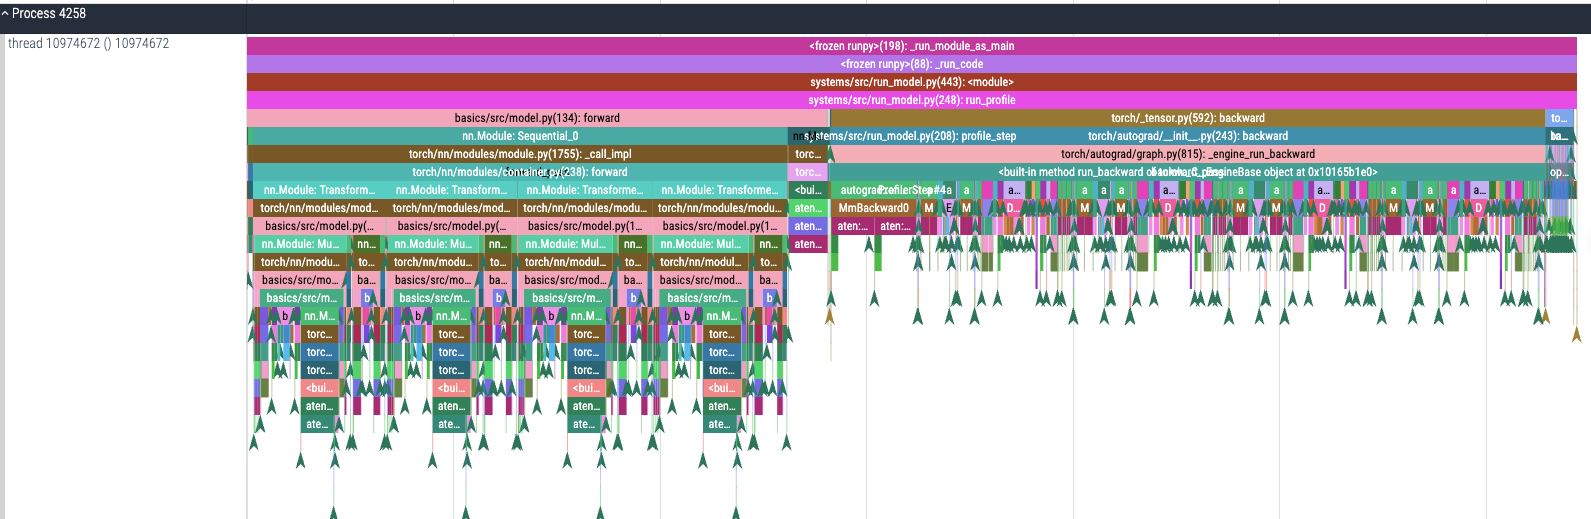 ^ Process 4258
thread 10974672 () 10974672
<frozen runpy>(198): _run_module_as_main
<frozen runpy>(88): _run_code
systems/src/run_model.py(443): <module>
systems/src/run_model.py(248): run_profile
basics/src/model.py(134): forward torch/_tensor.py(592): backward to...
nn.Module: Sequential_0 systems/src/run_model.py(208): profile_step torch/autograd/__init__.py(243): backward ba...
torch/nn/modules/module.py(1755): _call_impl torc... torch/autograd/graph.py(815): _engine_run_backward
torch/nn/modules/container.py(238): forward torc... <built-in method run_backward of torch._C._EngineBase object at 0x10165b1e0> op...
nn.Module: Transforme... nn.Module: Transform... nn.Module: Transforme... nn.Module: Transforme... <bui... ProfilerStep#4 a a a... a a a a a... a a a a... a a a a a...
torch/nn/modules/mod... torch/nn/modules/mo... torch/nn/modules/mod... torch/nn/modules/modu... aten... MmBackward0 M E M D... M M D M M D M M D
basics/src/model.py(... basics/src/model.py(... basics/src/model.py(1... basics/src/model.py(1... aten... aten:... aten:...
nn.Module: Mu... nn... nn.Module: Mul... nn... nn.Module: Mul... nn... nn.Module: Mul... nn... aten...
torch/nn/modu... to... torch/nn/modul... to... torch/nn/modul... to... torch/nn/modul... to...
basics/src/mo... ba... basics/src/mod... ba... basics/src/mod... ba... basics/src/mod... ba...
basics/src/m... b basics/src/m... b basics/src/m... b basics/src/m... b
b nn.M... b nn.M... b nn.M... b nn.M...
torc... torc... torc... torc...
torc... torc... torc... torc...
torc... torc... torc... torc...
<bui... <bui... <bui... <bui...
aten... aten... aten... aten...
ate... ate... ate... ate...